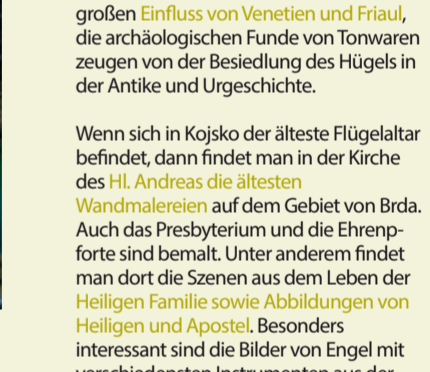 großen Einfluss von Venetien und Friaul,
die archäologischen Funde von Tonwaren
zeugen von der Besiedlung des Hügels in
der Antike und Urgeschichte.
Wenn sich in Kojsko der älteste Flügelaltar
befindet, dann findet man in der Kirche
des Hl. Andreas die ältesten
Wandmalereien auf dem Gebiet von Brda.
Auch das Presbyterium und die Ehrenp-
forte sind bemalt. Unter anderem findet
man dort die Szenen aus dem Leben der
Heiligen Familie sowie Abbildungen von
Heiligen und Apostel. Besonders
interessant sind die Bilder von Engel mit
verschiedensten Instrumenten aus der